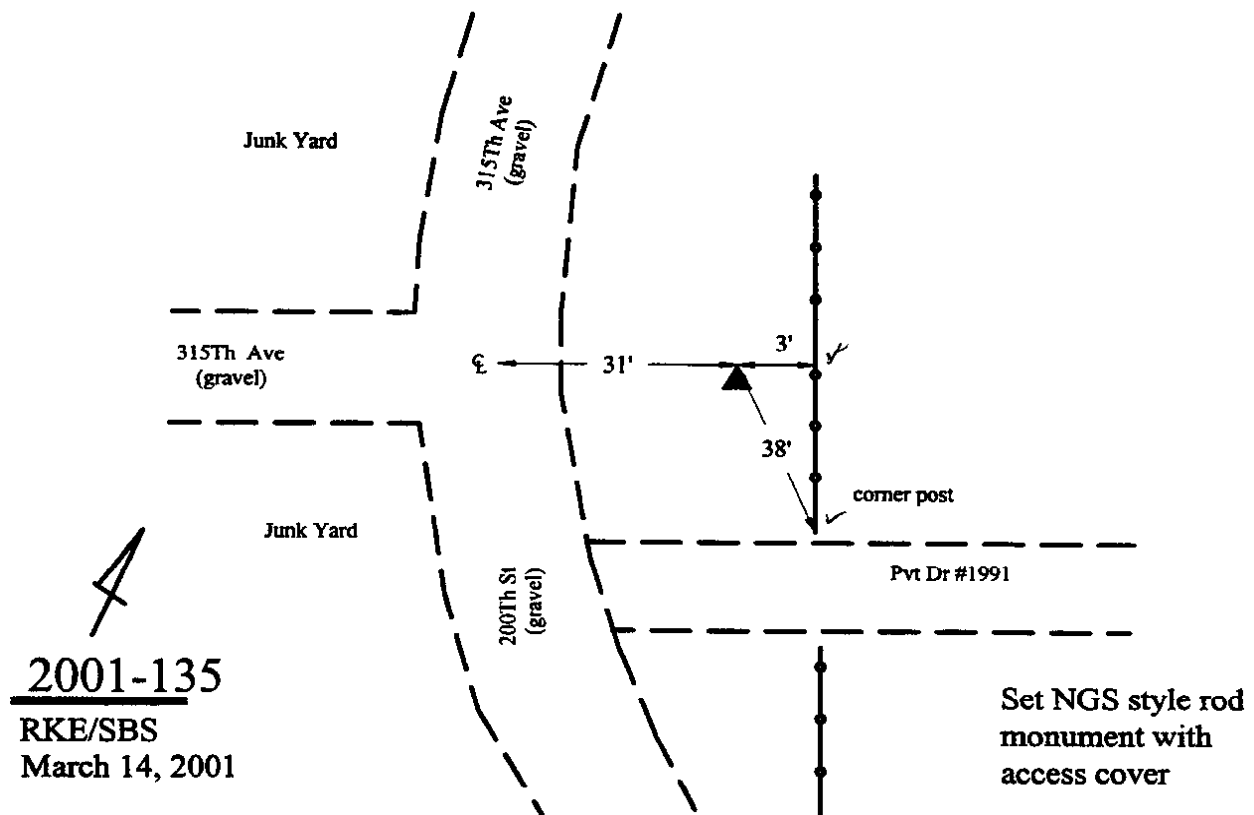 Junk Yard
315Th Ave
(gravel)
315Th Ave
(gravel)
℄
31'
3'
38'
corner post
Junk Yard
200Th St
(gravel)
Pvt Dr #1991
2001-135
RKE/SBS
March 14, 2001
Set NGS style rod
monument with
access cover